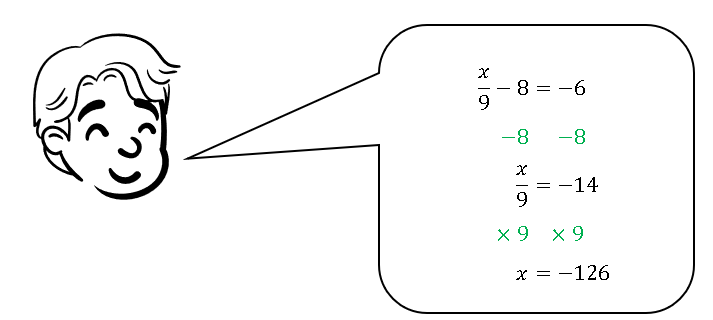 x/9 − 8 = −6
−8 −8
x/9 = −14
× 9 × 9
x = −126